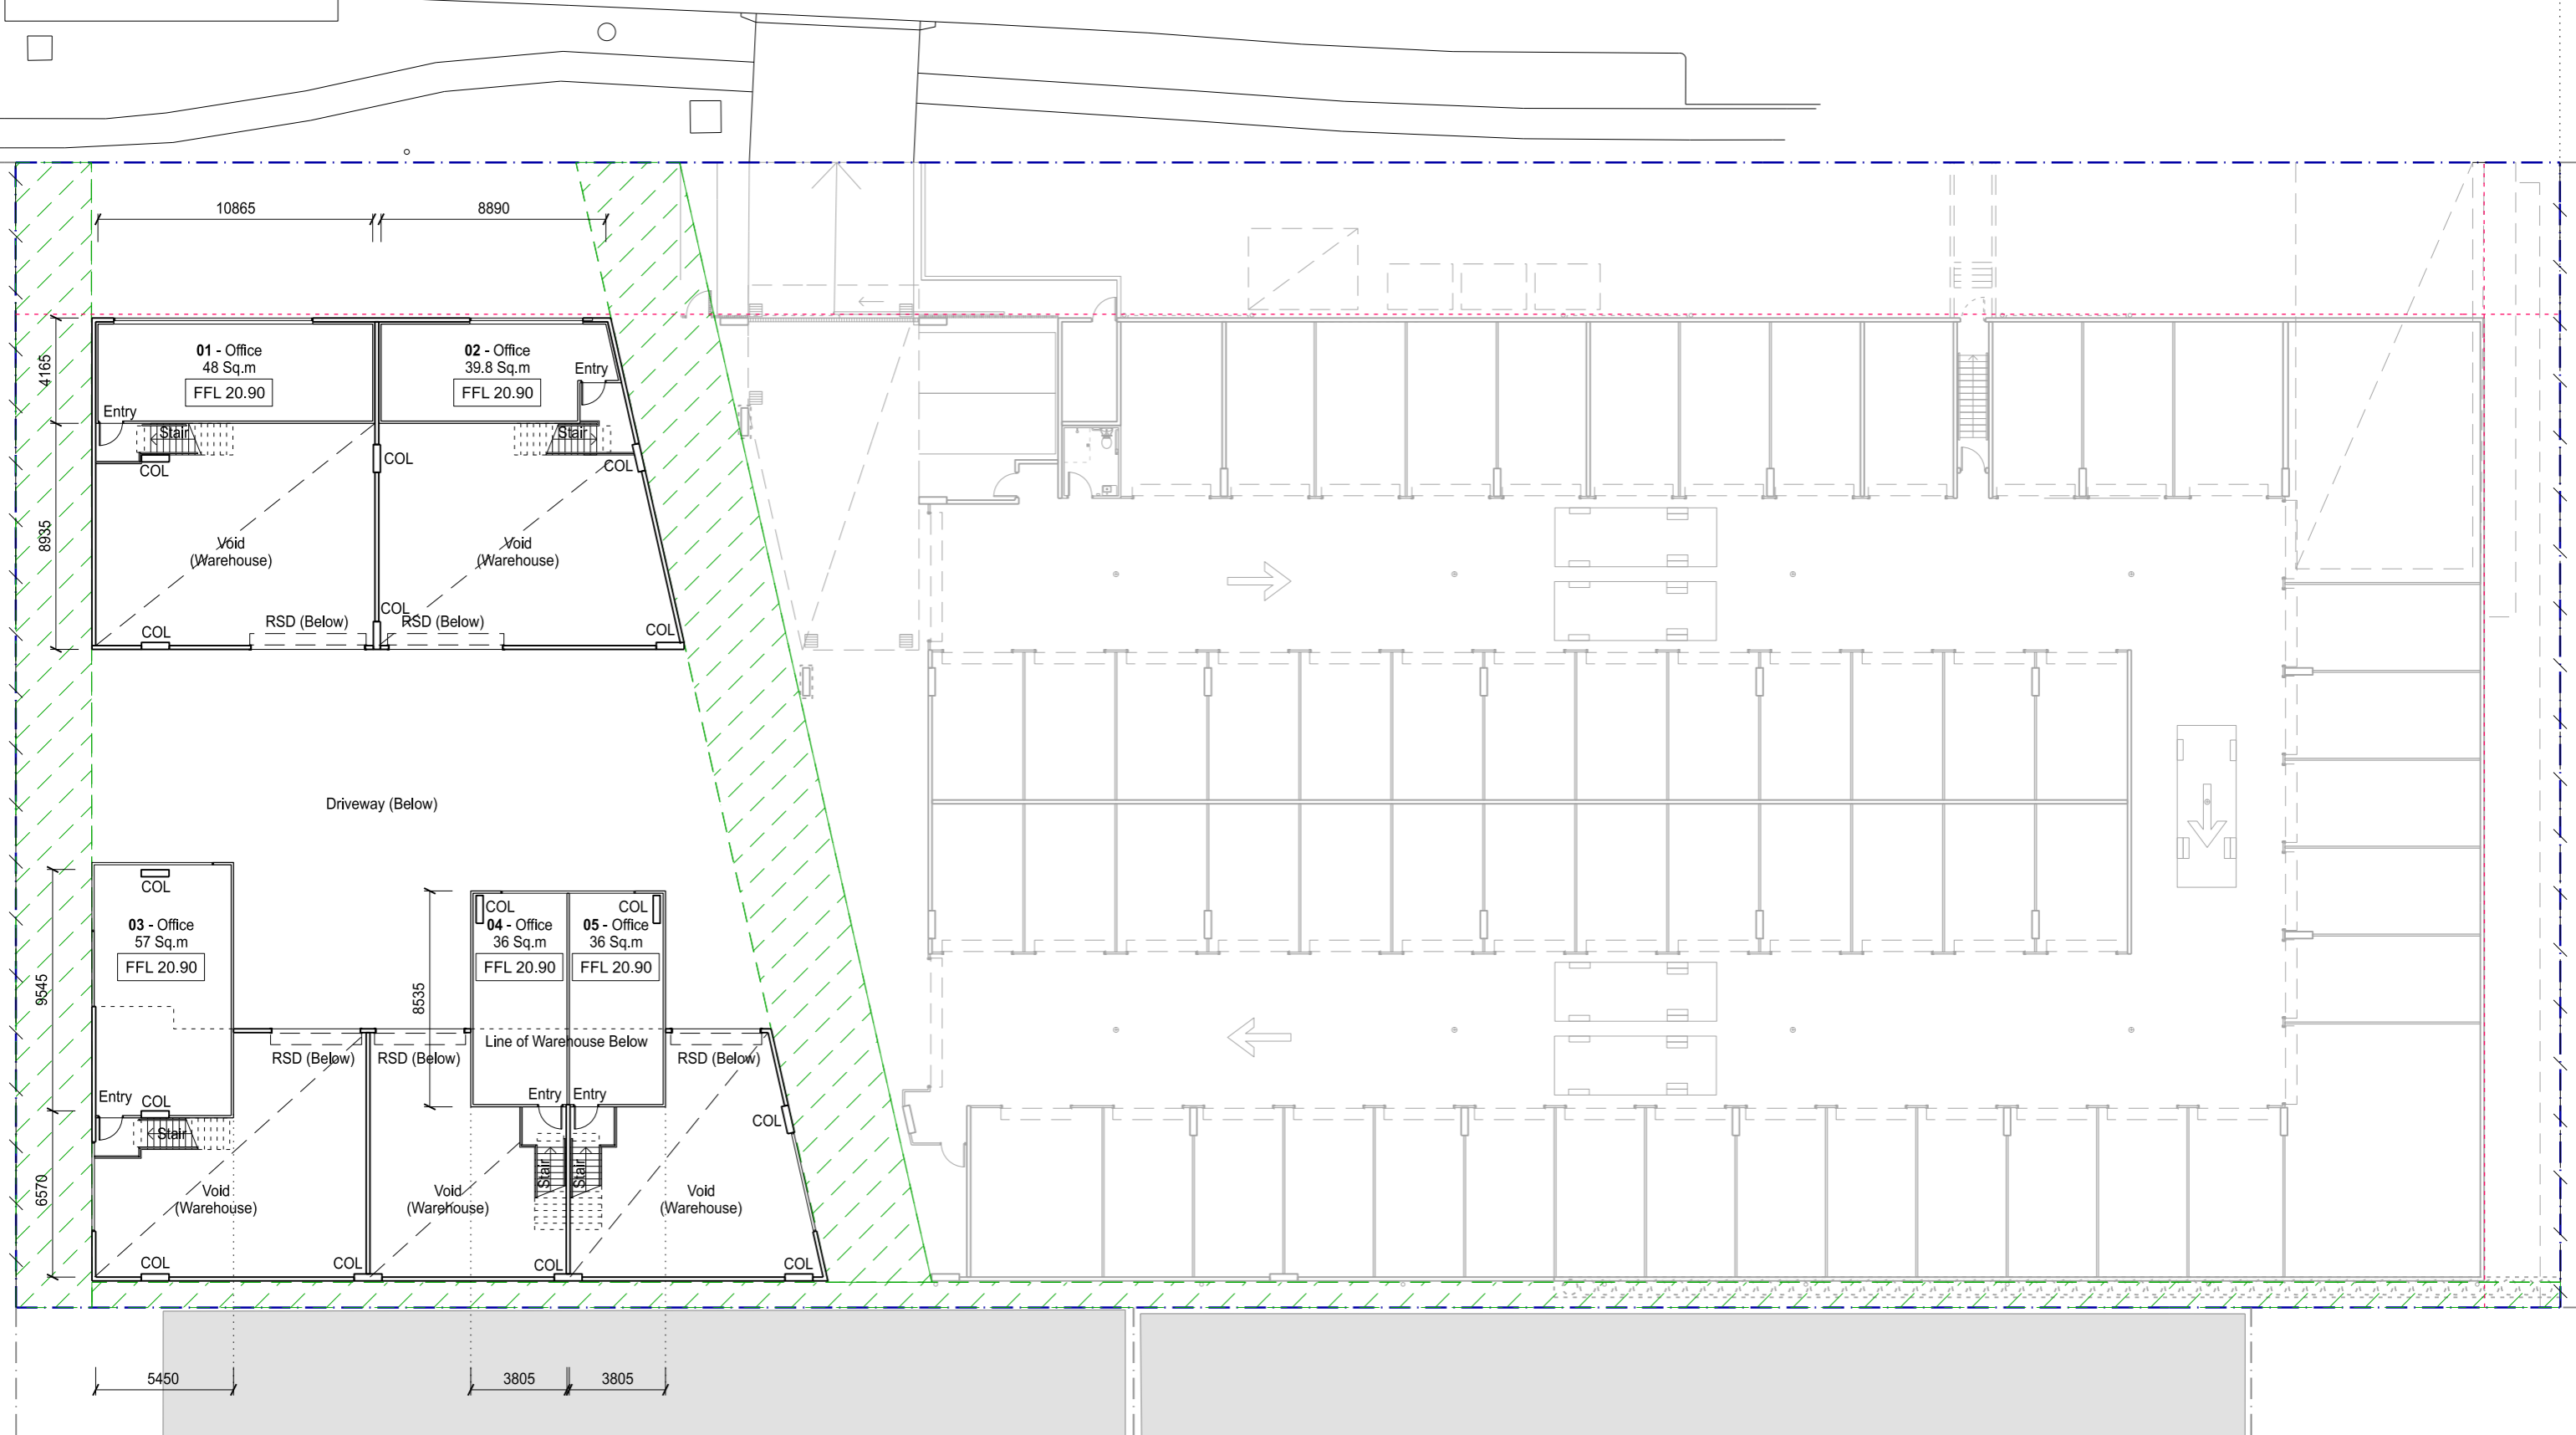 10865
8890
4165
8935
01 - Office
48 Sq.m
FFL 20.90
02 - Office
39.8 Sq.m
FFL 20.90
Entry
Entry
Stair
Stair
COL
COL
COL
Void
(Warehouse)
Void
(Warehouse)
COL
RSD (Below)
RSD (Below)
COL
COL
Driveway (Below)
COL
03 - Office
57 Sq.m
FFL 20.90
COL
COL
04 - Office
36 Sq.m
FFL 20.90
05 - Office
36 Sq.m
FFL 20.90
9545
8535
6570
Line of Warehouse Below
RSD (Below)
RSD (Below)
RSD (Below)
Entry
COL
Entry
Entry
COL
Stair
Stair
Stair
Void
(Warehouse)
Void
(Warehouse)
Void
(Warehouse)
COL
COL
COL
COL
5450
3805
3805